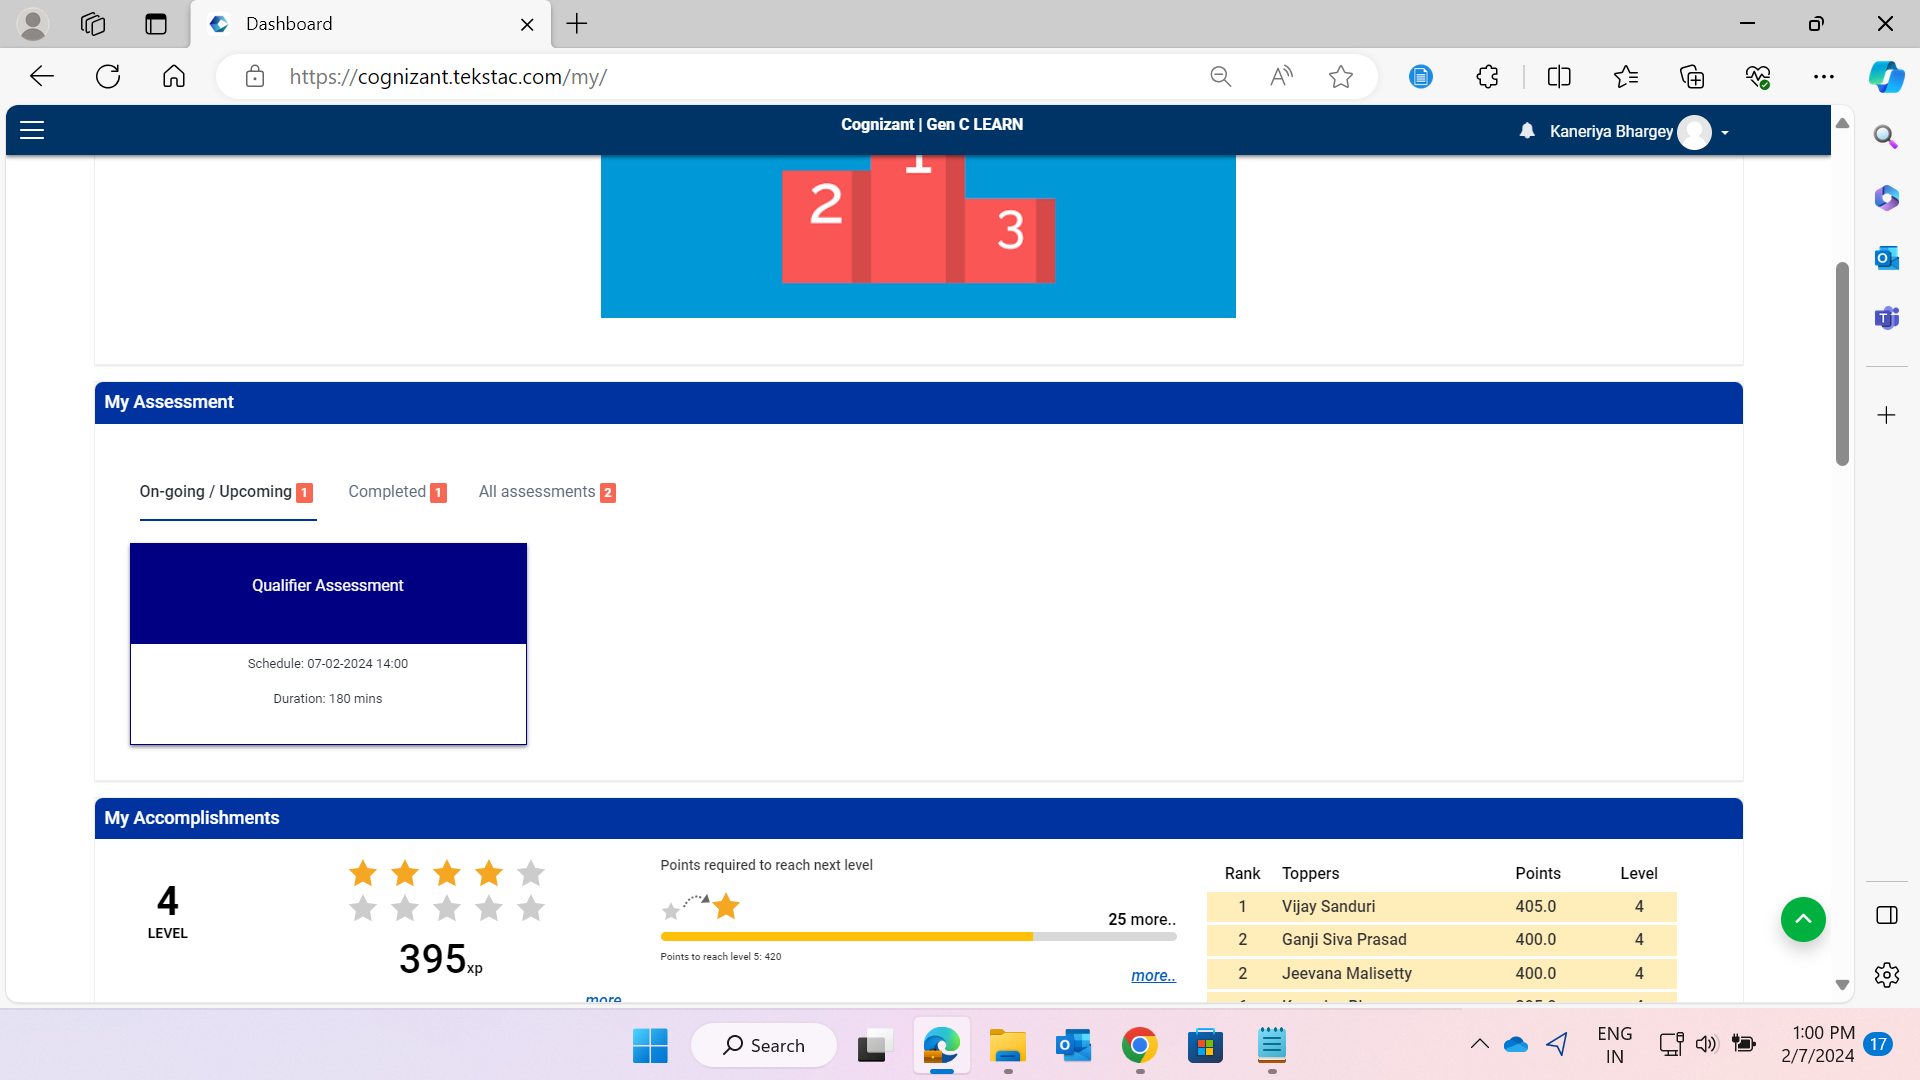 Dashboard
https://cognizant.tekstac.com/my/
Cognizant | Gen C LEARN
Kaneriya Bhargey
1
2
3
My Assessment
On-going / Upcoming 1
Completed 1
All assessments 2
Qualifier Assessment
Schedule: 07-02-2024 14:00
Duration: 180 mins
My Accomplishments
4
LEVEL
395xp
more
Points required to reach next level
25 more..
Points to reach level 5: 420
more..
Rank Toppers Points Level
1 Vijay Sanduri 405.0 4
2 Ganji Siva Prasad 400.0 4
2 Jeevana Malisetty 400.0 4
Search
ENG
IN
1:00 PM
2/7/2024
17